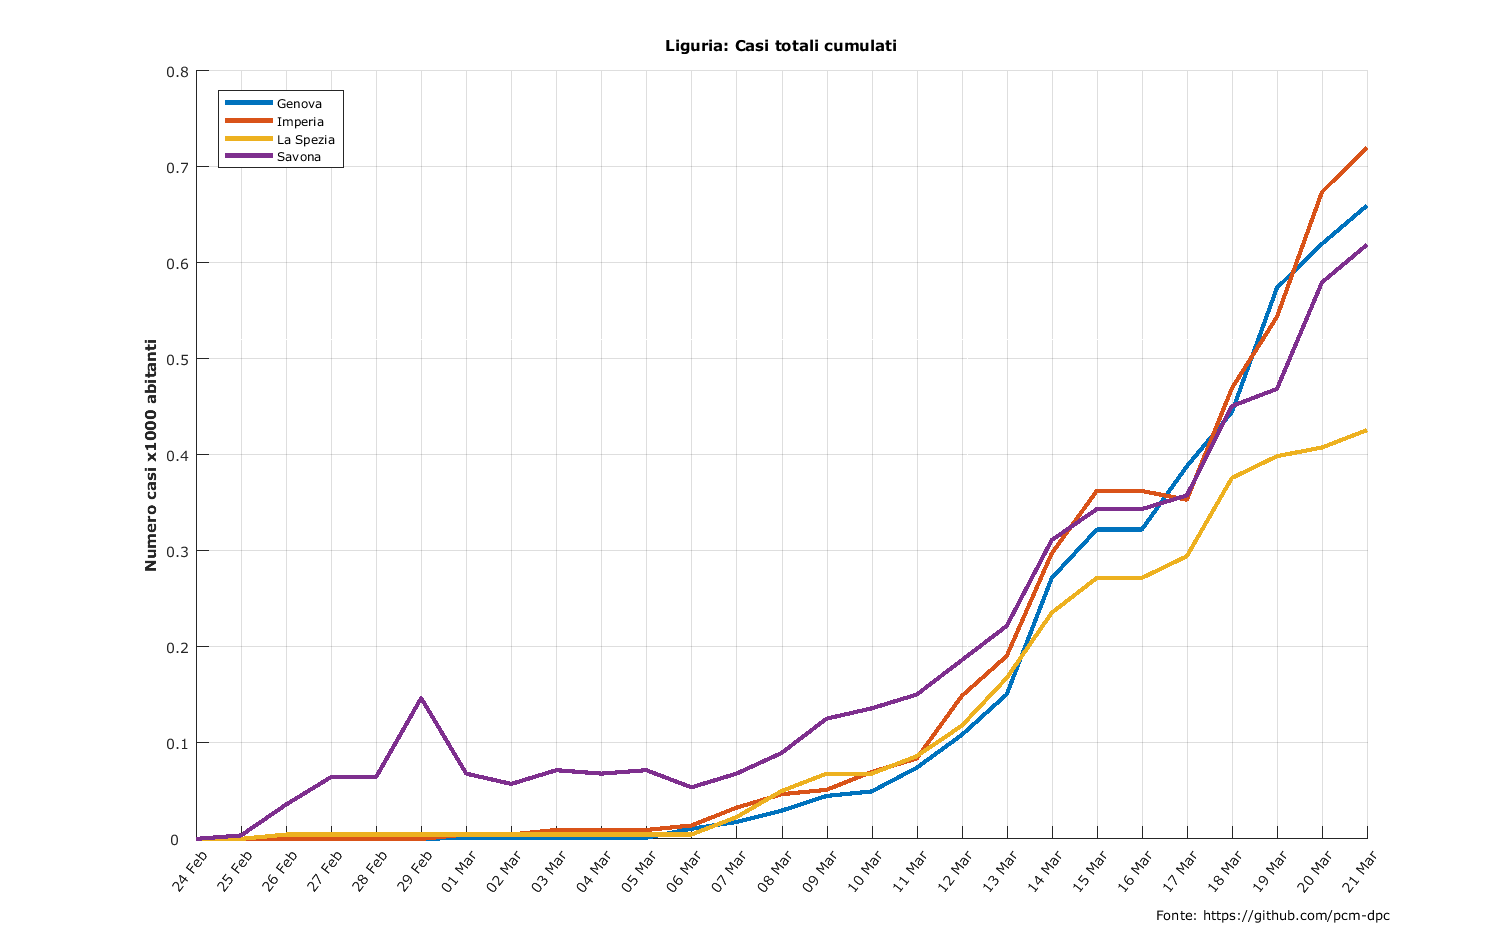 Liguria: Casi totali cumulati
Numero casi x1000 abitanti
0.8
0.7
0.6
0.5
0.4
0.3
0.2
0.1
0
Genova
Imperia
La Spezia
Savona
24 Feb
25 Feb
26 Feb
27 Feb
28 Feb
29 Feb
01 Mar
02 Mar
03 Mar
04 Mar
05 Mar
06 Mar
07 Mar
08 Mar
09 Mar
10 Mar
11 Mar
12 Mar
13 Mar
14 Mar
15 Mar
16 Mar
17 Mar
18 Mar
19 Mar
20 Mar
21 Mar
Fonte: https://github.com/pcm-dpc